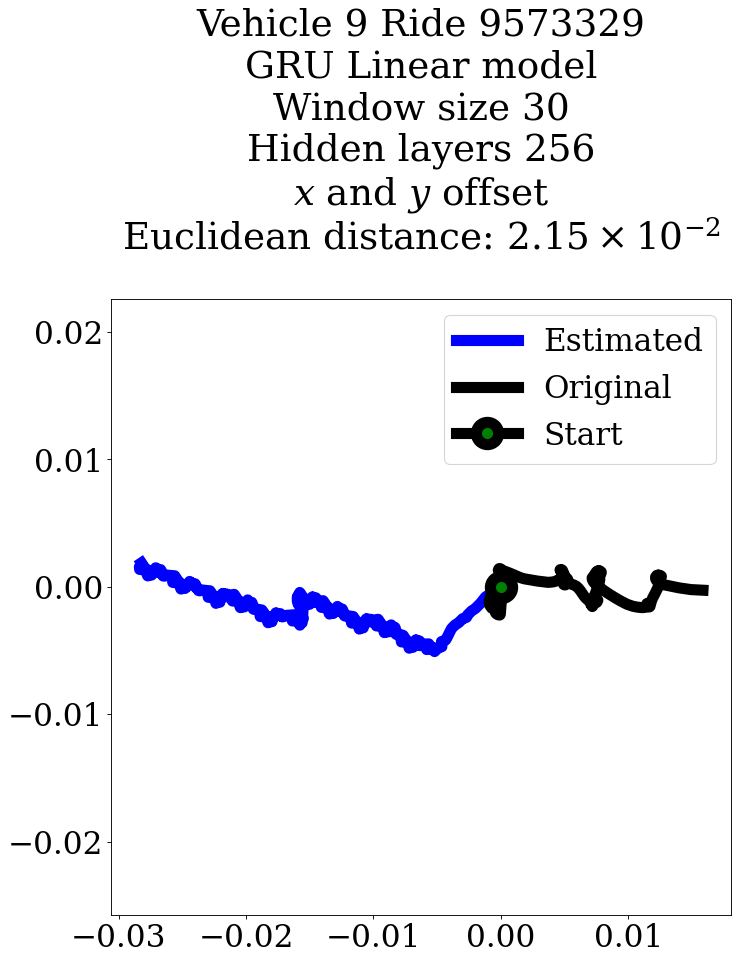 Vehicle 9 Ride 9573329
GRU Linear model
Window size 30
Hidden layers 256
x and y offset
Euclidean distance: 2.15 × 10⁻²
Estimated
Original
Start
0.02
0.01
0.00
−0.01
−0.02
−0.03 −0.02 −0.01 0.00 0.01